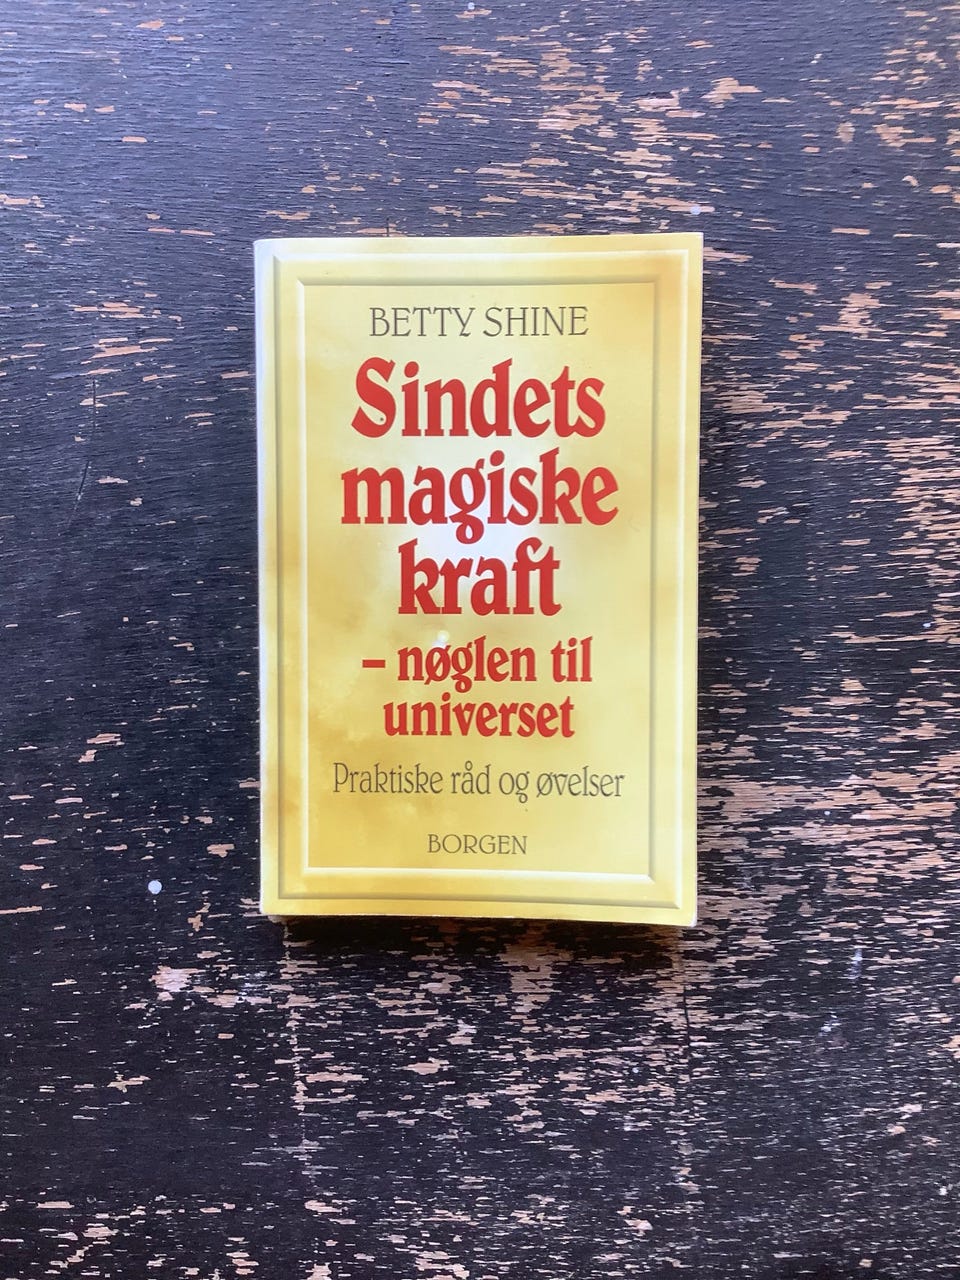 BETTY SHINE
Sindets
magiske
kraft
– nøglen til
universet
Praktiske råd og øvelser
BORGEN